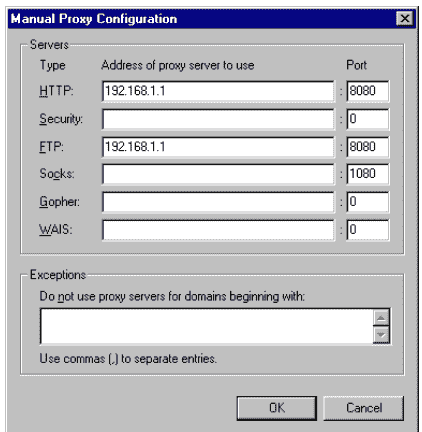 Manual Proxy Configuration
Servers
Type Address of proxy server to use Port
HTTP: 192.168.1.1 : 8080
Security: : 0
FTP: 192.168.1.1 : 8080
Socks: : 1080
Gopher: : 0
WAIS: : 0
Exceptions
Do not use proxy servers for domains beginning with:
Use commas (,) to separate entries.
OK Cancel